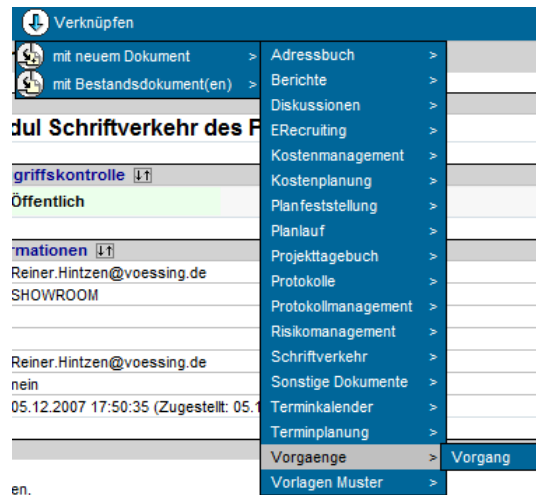 Verknüpfen
mit neuem Dokument >
mit Bestandsdokument(en) >
Adressbuch >
Berichte >
Diskussionen >
ERecruiting >
Kostenmanagement >
Kostenplanung >
Planfeststellung >
Planlauf >
Projekttagebuch >
Protokolle >
Protokollmanagement >
Risikomanagement >
Schriftverkehr >
Sonstige Dokumente >
Terminkalender >
Terminplanung >
Vorgaenge >
Vorlagen Muster >
Vorgang
dul Schriftverkehr des F
griffskontrolle
Öffentlich
rmationen
Reiner.Hintzen@voessing.de
SHOWROOM
Reiner.Hintzen@voessing.de
nein
05.12.2007 17:50:35 (Zugestellt: 05.1
en.